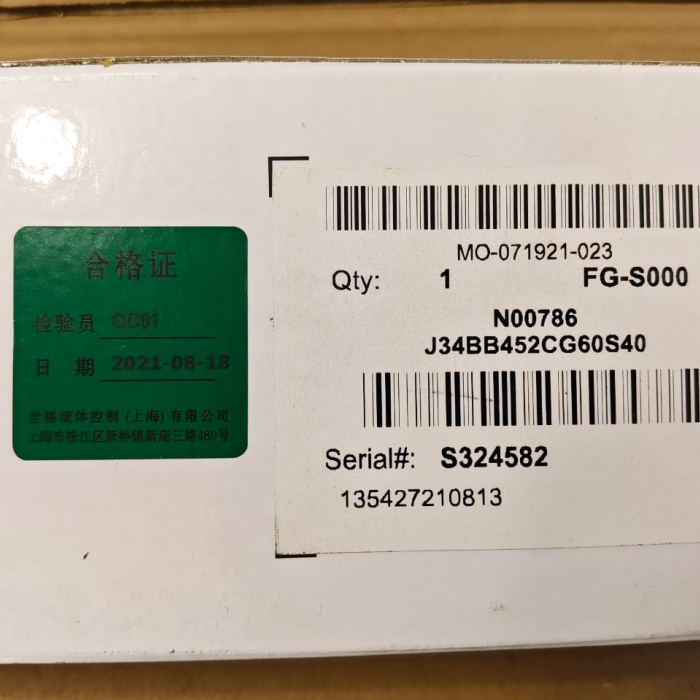 合格证
检验员 QC01
日 期 2021-08-18
世格流体控制 (上海) 有限公司
上海市松江区新桥镇新庙三路480号
MO-071921-023
Qty: 1 FG-S000
N00786
J34BB452CG60S40
Serial#: S324582
135427210813